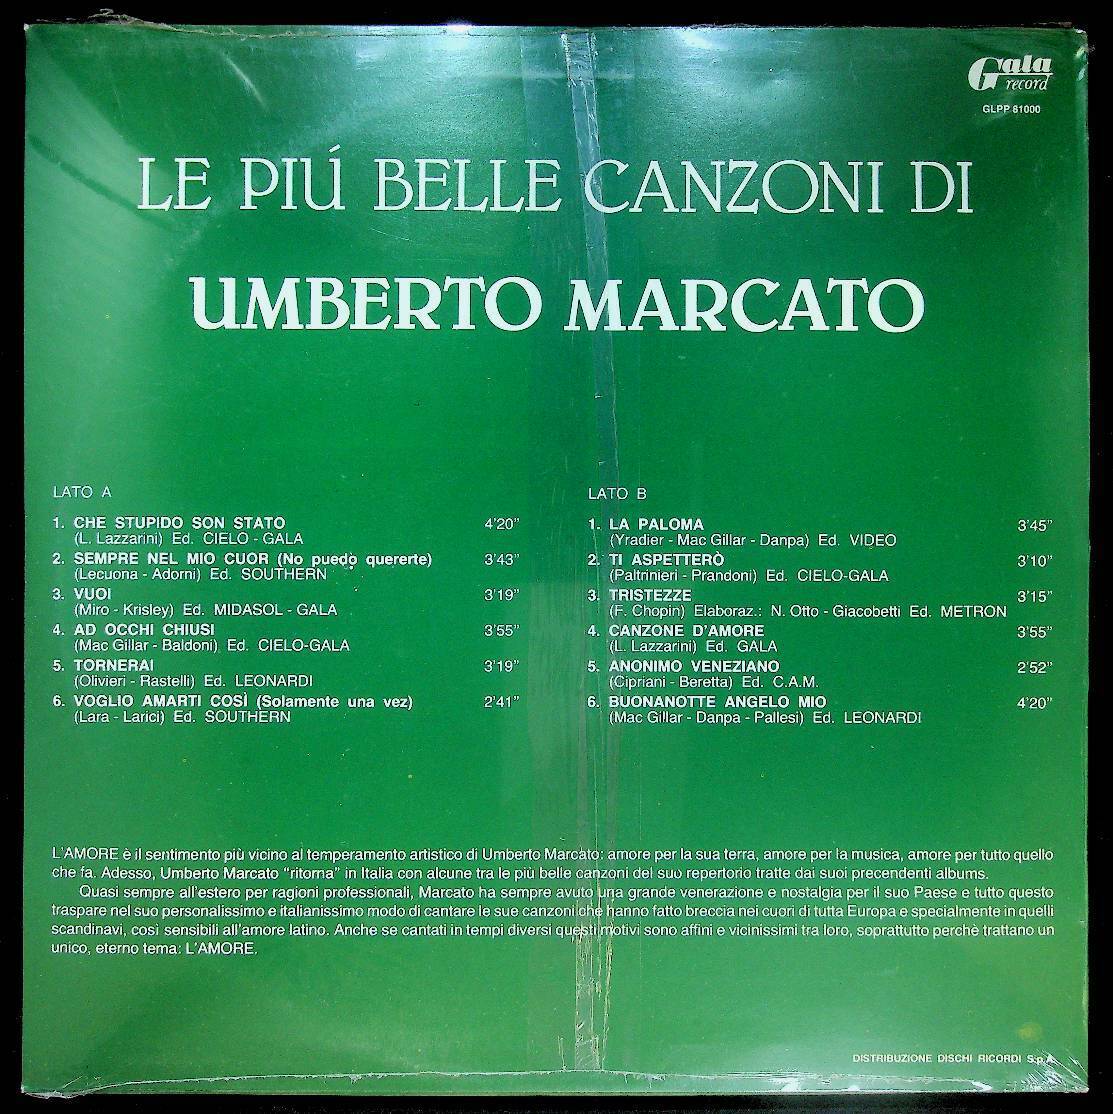 Gala
record
GLPP 81000
LE PIÚ BELLE CANZONI DI
UMBERTO MARCATO
LATO A
1. CHE STUPIDO SON STATO 4'20"
(L. Lazzarini) Ed. CIELO - GALA
2. SEMPRE NEL MIO CUOR (No puedo quererte) 3'43"
(Lecuona - Adorni) Ed. SOUTHERN
3. VUOI 3'19"
(Miro - Krisley) Ed. MIDASOL - GALA
4. AD OCCHI CHIUSI 3'55"
(Mac Gillar - Baldoni) Ed. CIELO-GALA
5. TORNERAI 3'19"
(Olivieri - Rastelli) Ed. LEONARDI
6. VOGLIO AMARTI COSÌ (Solamente una vez) 2'41"
(Lara - Larici) Ed. SOUTHERN
LATO B
1. LA PALOMA 3'45"
(Yradier - Mac Gillar - Danpa) Ed. VIDEO
2. TI ASPETTERÒ 3'10"
(Paltrinieri - Prandoni) Ed. CIELO-GALA
3. TRISTEZZE 3'15"
(F. Chopin) Elaboraz.: N. Otto - Giacobetti Ed. METRON
4. CANZONE D'AMORE 3'55"
(L. Lazzarini) Ed. GALA
5. ANONIMO VENEZIANO 2'52"
(Cipriani - Beretta) Ed. C.A.M.
6. BUONANOTTE ANGELO MIO 4'20"
(Mac Gillar - Danpa - Pallesi) Ed. LEONARDI
L'AMORE è il sentimento più vicino al temperamento artistico di Umberto Marcato: amore per la sua terra, amore per la musica, amore per tutto quello
che fa. Adesso, Umberto Marcato "ritorna" in Italia con alcune tra le più belle canzoni del suo repertorio tratte dai suoi precendenti albums.
Quasi sempre all'estero per ragioni professionali, Marcato ha sempre avuto una grande venerazione e nostalgia per il suo Paese e tutto questo
traspare nel suo personalissimo e italianissimo modo di cantare le sue canzoni che hanno fatto breccia nei cuori di tutta Europa e specialmente in quelli
scandinavi, così sensibili all'amore latino. Anche se cantati in tempi diversi questi motivi sono affini e vicinissimi tra loro, soprattutto perchè trattano un
unico, eterno tema: L'AMORE.
DISTRIBUZIONE DISCHI RICORDI S.p.A.